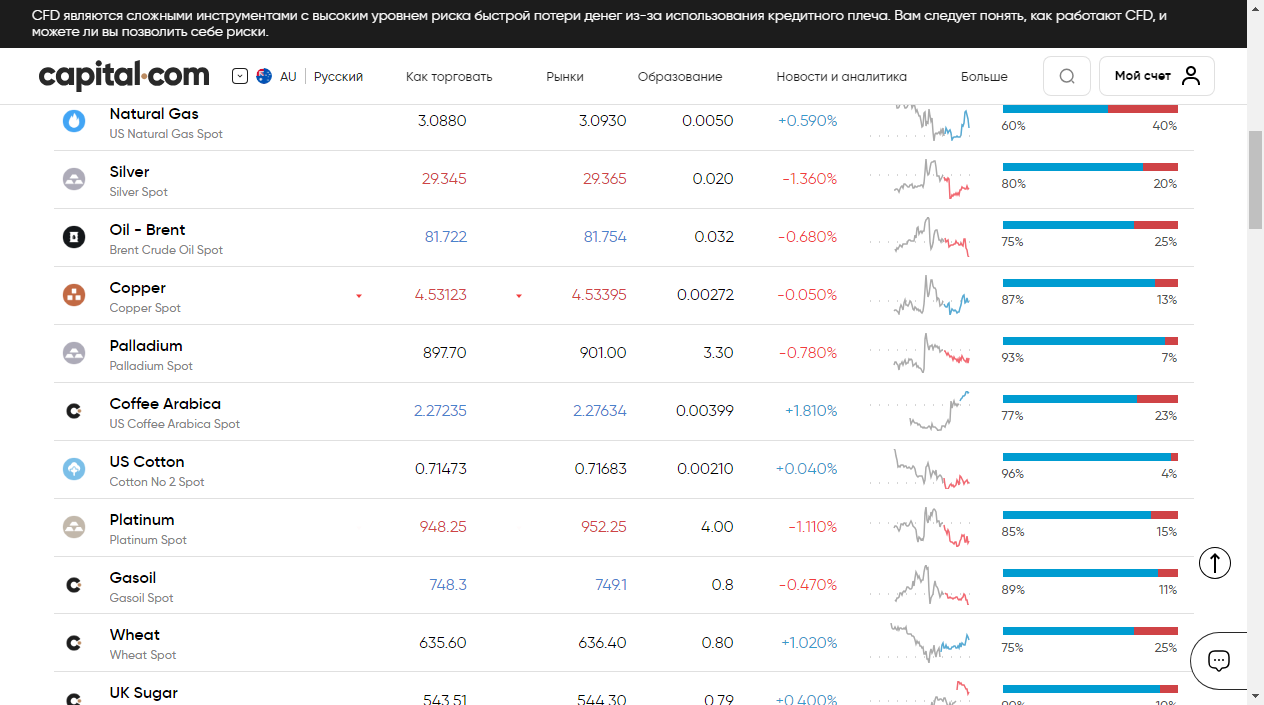 CFD являются сложными инструментами с высоким уровнем риска быстрой потери денег из-за использования кредитного плеча. Вам следует понять, как работают CFD, и
можете ли вы позволить себе риски.
capital.com AU Русский Как торговать Рынки Образование Новости и аналитика Больше Мой счет
Natural Gas 3.0880 3.0930 0.0050 +0.590%
US Natural Gas Spot 60% 40%
Silver 29.345 29.365 0.020 -1.360%
Silver Spot 80% 20%
Oil - Brent 81.722 81.754 0.032 -0.680%
Brent Crude Oil Spot 75% 25%
Copper 4.53123 4.53395 0.00272 -0.050%
Copper Spot 87% 13%
Palladium 897.70 901.00 3.30 -0.780%
Palladium Spot 93% 7%
Coffee Arabica 2.27235 2.27634 0.00399 +1.810%
US Coffee Arabica Spot 77% 23%
US Cotton 0.71473 0.71683 0.00210 +0.040%
Cotton No 2 Spot 96% 4%
Platinum 948.25 952.25 4.00 -1.110%
Platinum Spot 85% 15%
Gasoil 748.3 749.1 0.8 -0.470%
Gasoil Spot 89% 11%
Wheat 635.60 636.40 0.80 +1.020%
Wheat Spot 75% 25%
UK Sugar 543.51 544.30 0.79 +0.400%